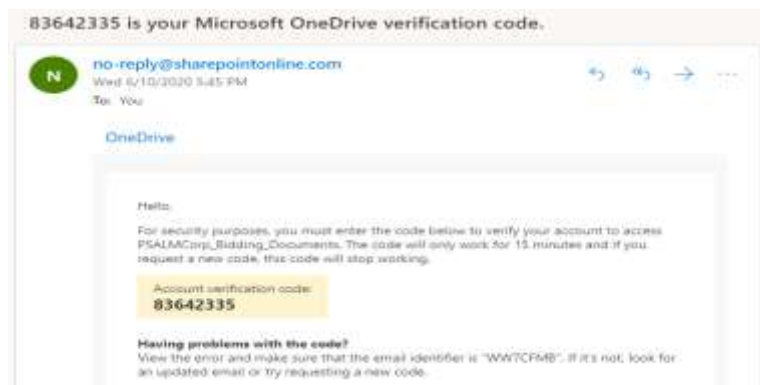 83642335 is your Microsoft OneDrive verification code.
N
no-reply@sharepointonline.com
Wed 6/10/2020 5:45 PM
To: You
OneDrive
Hello,
For security purposes, you must enter the code below to verify your account to access
PSALMCorp_Bidding_Documents. The code will only work for 15 minutes and if you
request a new code, this code will stop working.
Account verification code:
83642335
Having problems with the code?
View the error and make sure that the email identifier is "WW7CFMB". If it's not, look for
an updated email or try requesting a new code.